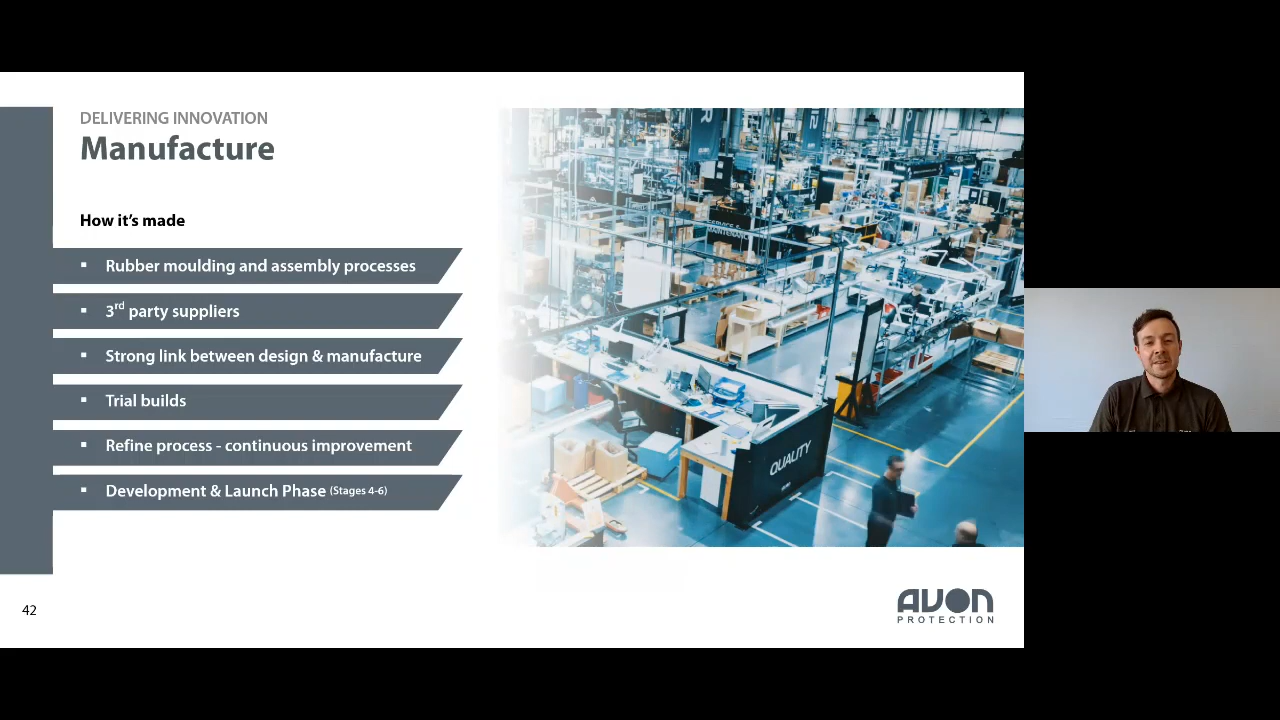 DELIVERING INNOVATION
Manufacture
How it's made
▪ Rubber moulding and assembly processes
▪ 3rd party suppliers
▪ Strong link between design & manufacture
▪ Trial builds
▪ Refine process - continuous improvement
▪ Development & Launch Phase (Stages 4-6)
QUALITY
42
AVON
PROTECTION